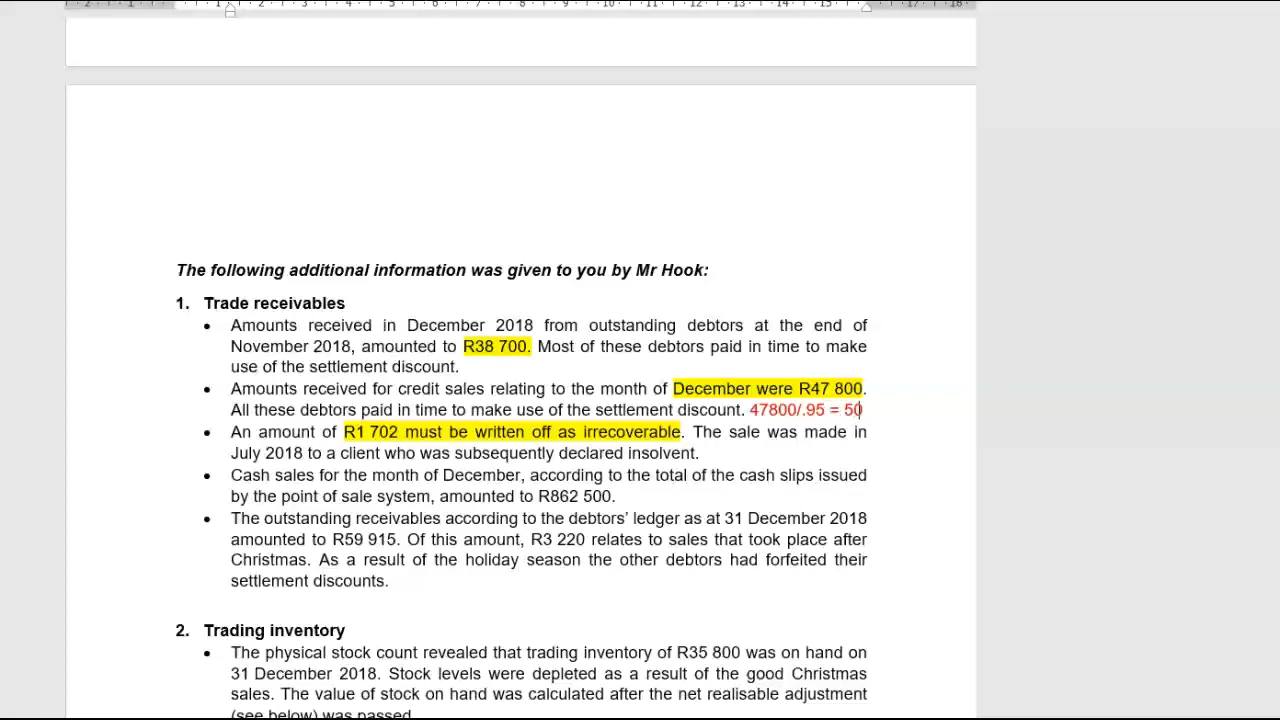 The following additional information was given to you by Mr Hook:
1. Trade receivables
• Amounts received in December 2018 from outstanding debtors at the end of
November 2018, amounted to R38 700. Most of these debtors paid in time to make
use of the settlement discount.
• Amounts received for credit sales relating to the month of December were R47 800.
All these debtors paid in time to make use of the settlement discount. 47800/.95 = 50
• An amount of R1 702 must be written off as irrecoverable. The sale was made in
July 2018 to a client who was subsequently declared insolvent.
• Cash sales for the month of December, according to the total of the cash slips issued
by the point of sale system, amounted to R862 500.
• The outstanding receivables according to the debtors’ ledger as at 31 December 2018
amounted to R59 915. Of this amount, R3 220 relates to sales that took place after
Christmas. As a result of the holiday season the other debtors had forfeited their
settlement discounts.
2. Trading inventory
• The physical stock count revealed that trading inventory of R35 800 was on hand on
31 December 2018. Stock levels were depleted as a result of the good Christmas
sales. The value of stock on hand was calculated after the net realisable adjustment
(see below) was passed